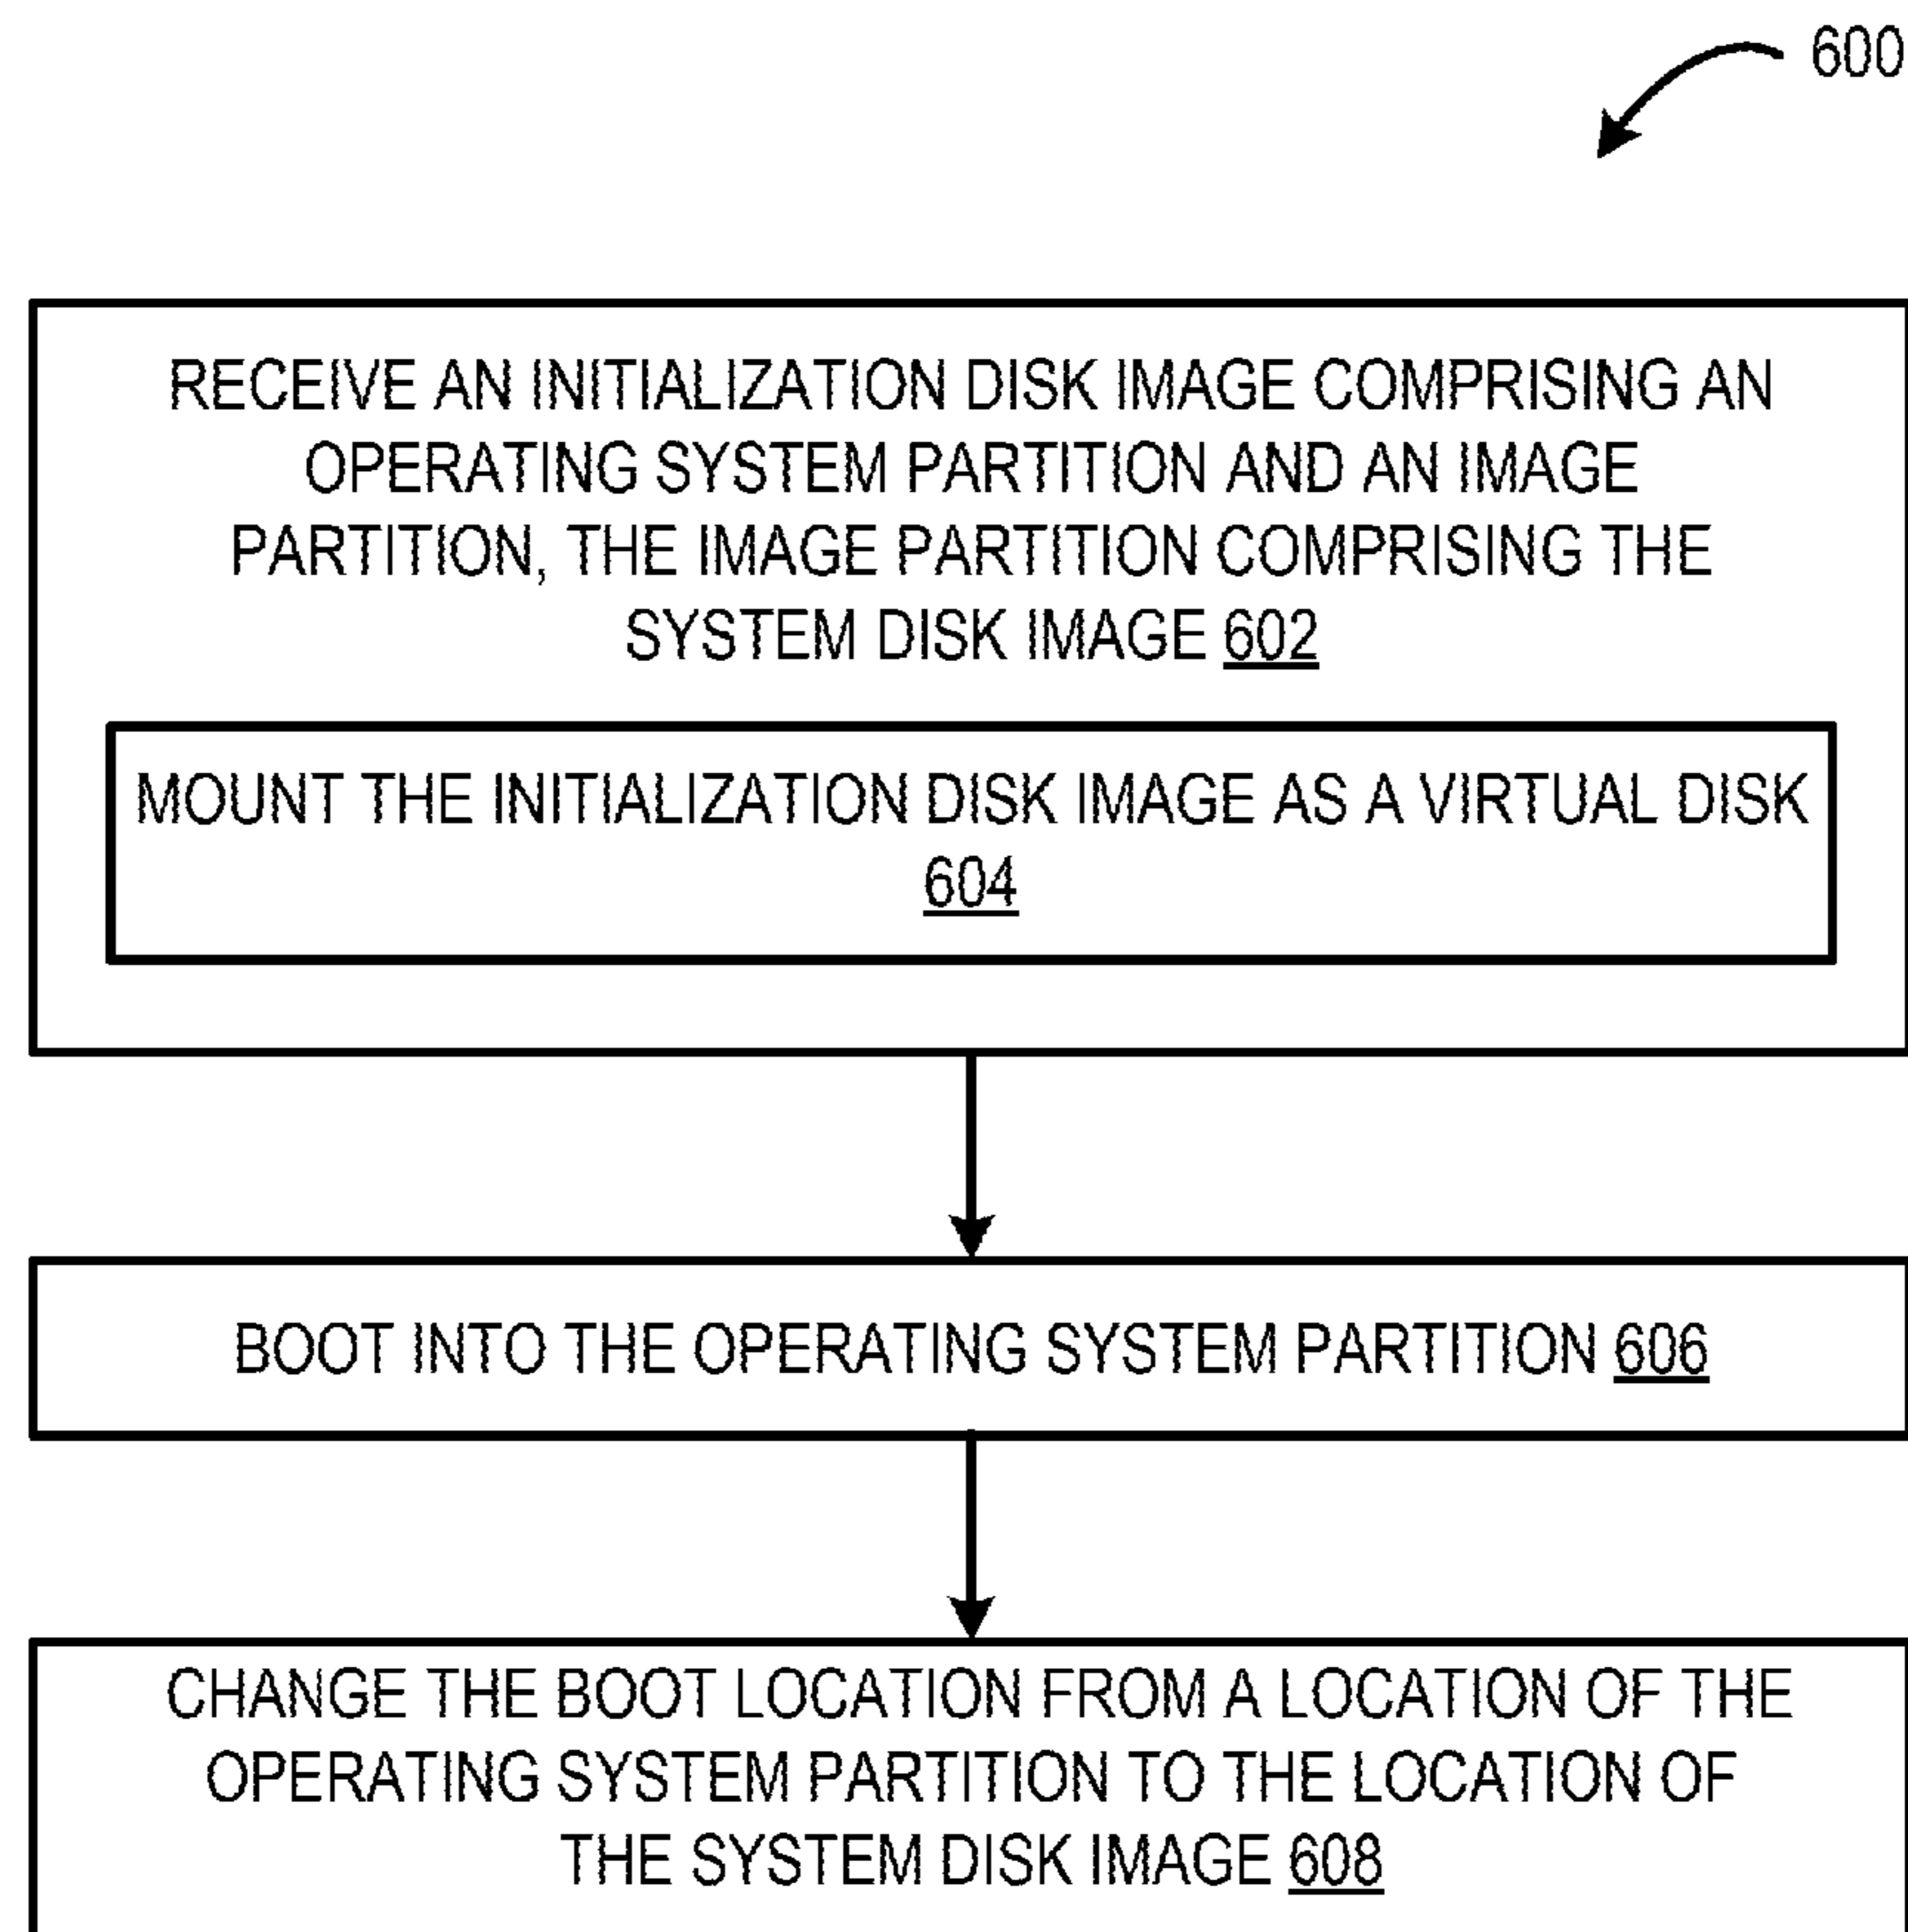 600
RECEIVE AN INITIALIZATION DISK IMAGE COMPRISING AN
OPERATING SYSTEM PARTITION AND AN IMAGE
PARTITION, THE IMAGE PARTITION COMPRISING THE
SYSTEM DISK IMAGE 602
MOUNT THE INITIALIZATION DISK IMAGE AS A VIRTUAL DISK
604
BOOT INTO THE OPERATING SYSTEM PARTITION 606
CHANGE THE BOOT LOCATION FROM A LOCATION OF THE
OPERATING SYSTEM PARTITION TO THE LOCATION OF
THE SYSTEM DISK IMAGE 608